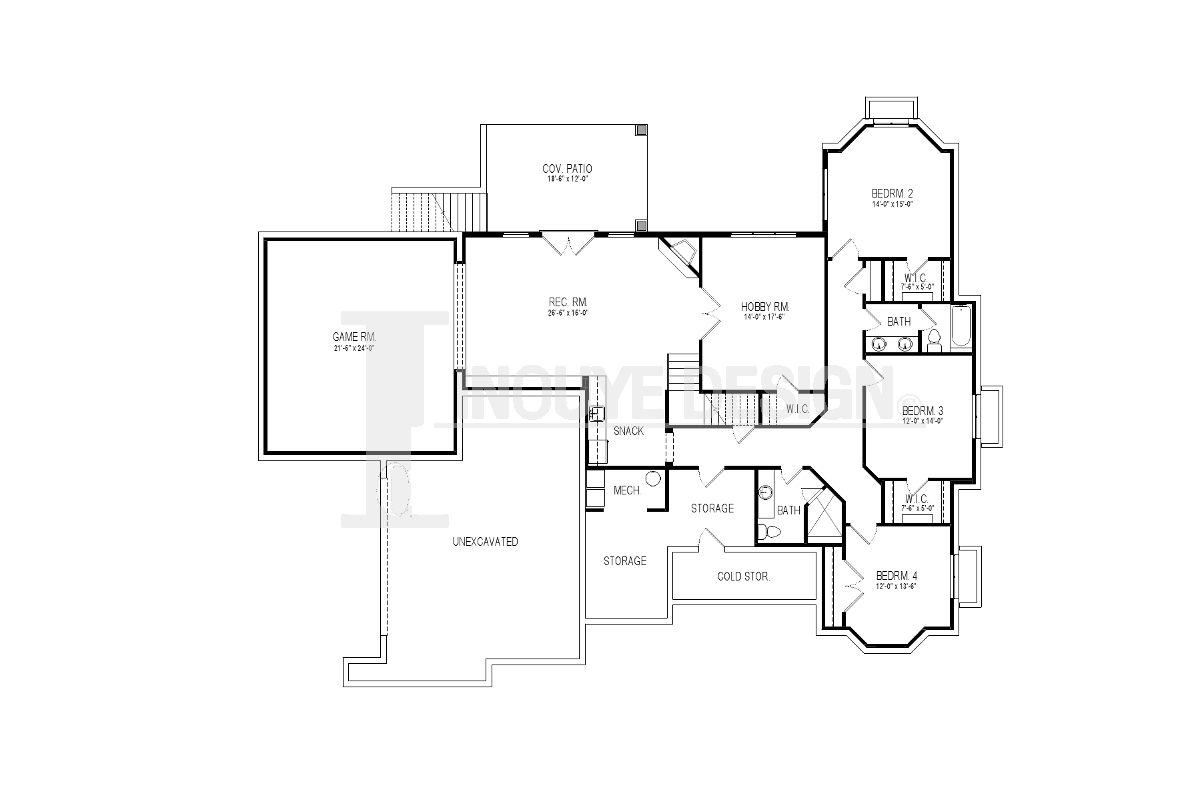 COV. PATIO
18'-6" x 12'-0"
BEDRM. 2
14'-0" x 15'-0"
W.I.C.
7'-6" x 5'-0"
REC. RM.
26'-6" x 16'-0"
HOBBY RM.
14'-0" x 17'-6"
BATH
GAME RM.
21'-6" x 24'-0"
INOUYE DESIGN ©
W.I.C.
BEDRM. 3
12'-0" x 14'-0"
SNACK
MECH
STORAGE
BATH
W.I.C.
7'-6" x 5'-0"
UNEXCAVATED
STORAGE
COLD STOR.
BEDRM. 4
12'-0" x 13'-6"